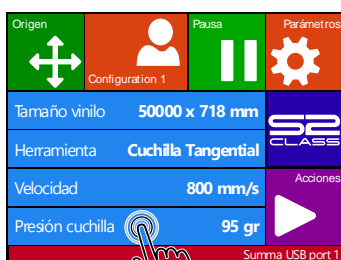 Origen
Configuration 1
Pausa
Parámetros
Tamaño vinilo 50000 x 718 mm
Herramienta Cuchilla Tangential
Velocidad 800 mm/s
Presión cuchilla 95 gr
S2
CLASS
Acciones
Summa USB port 1